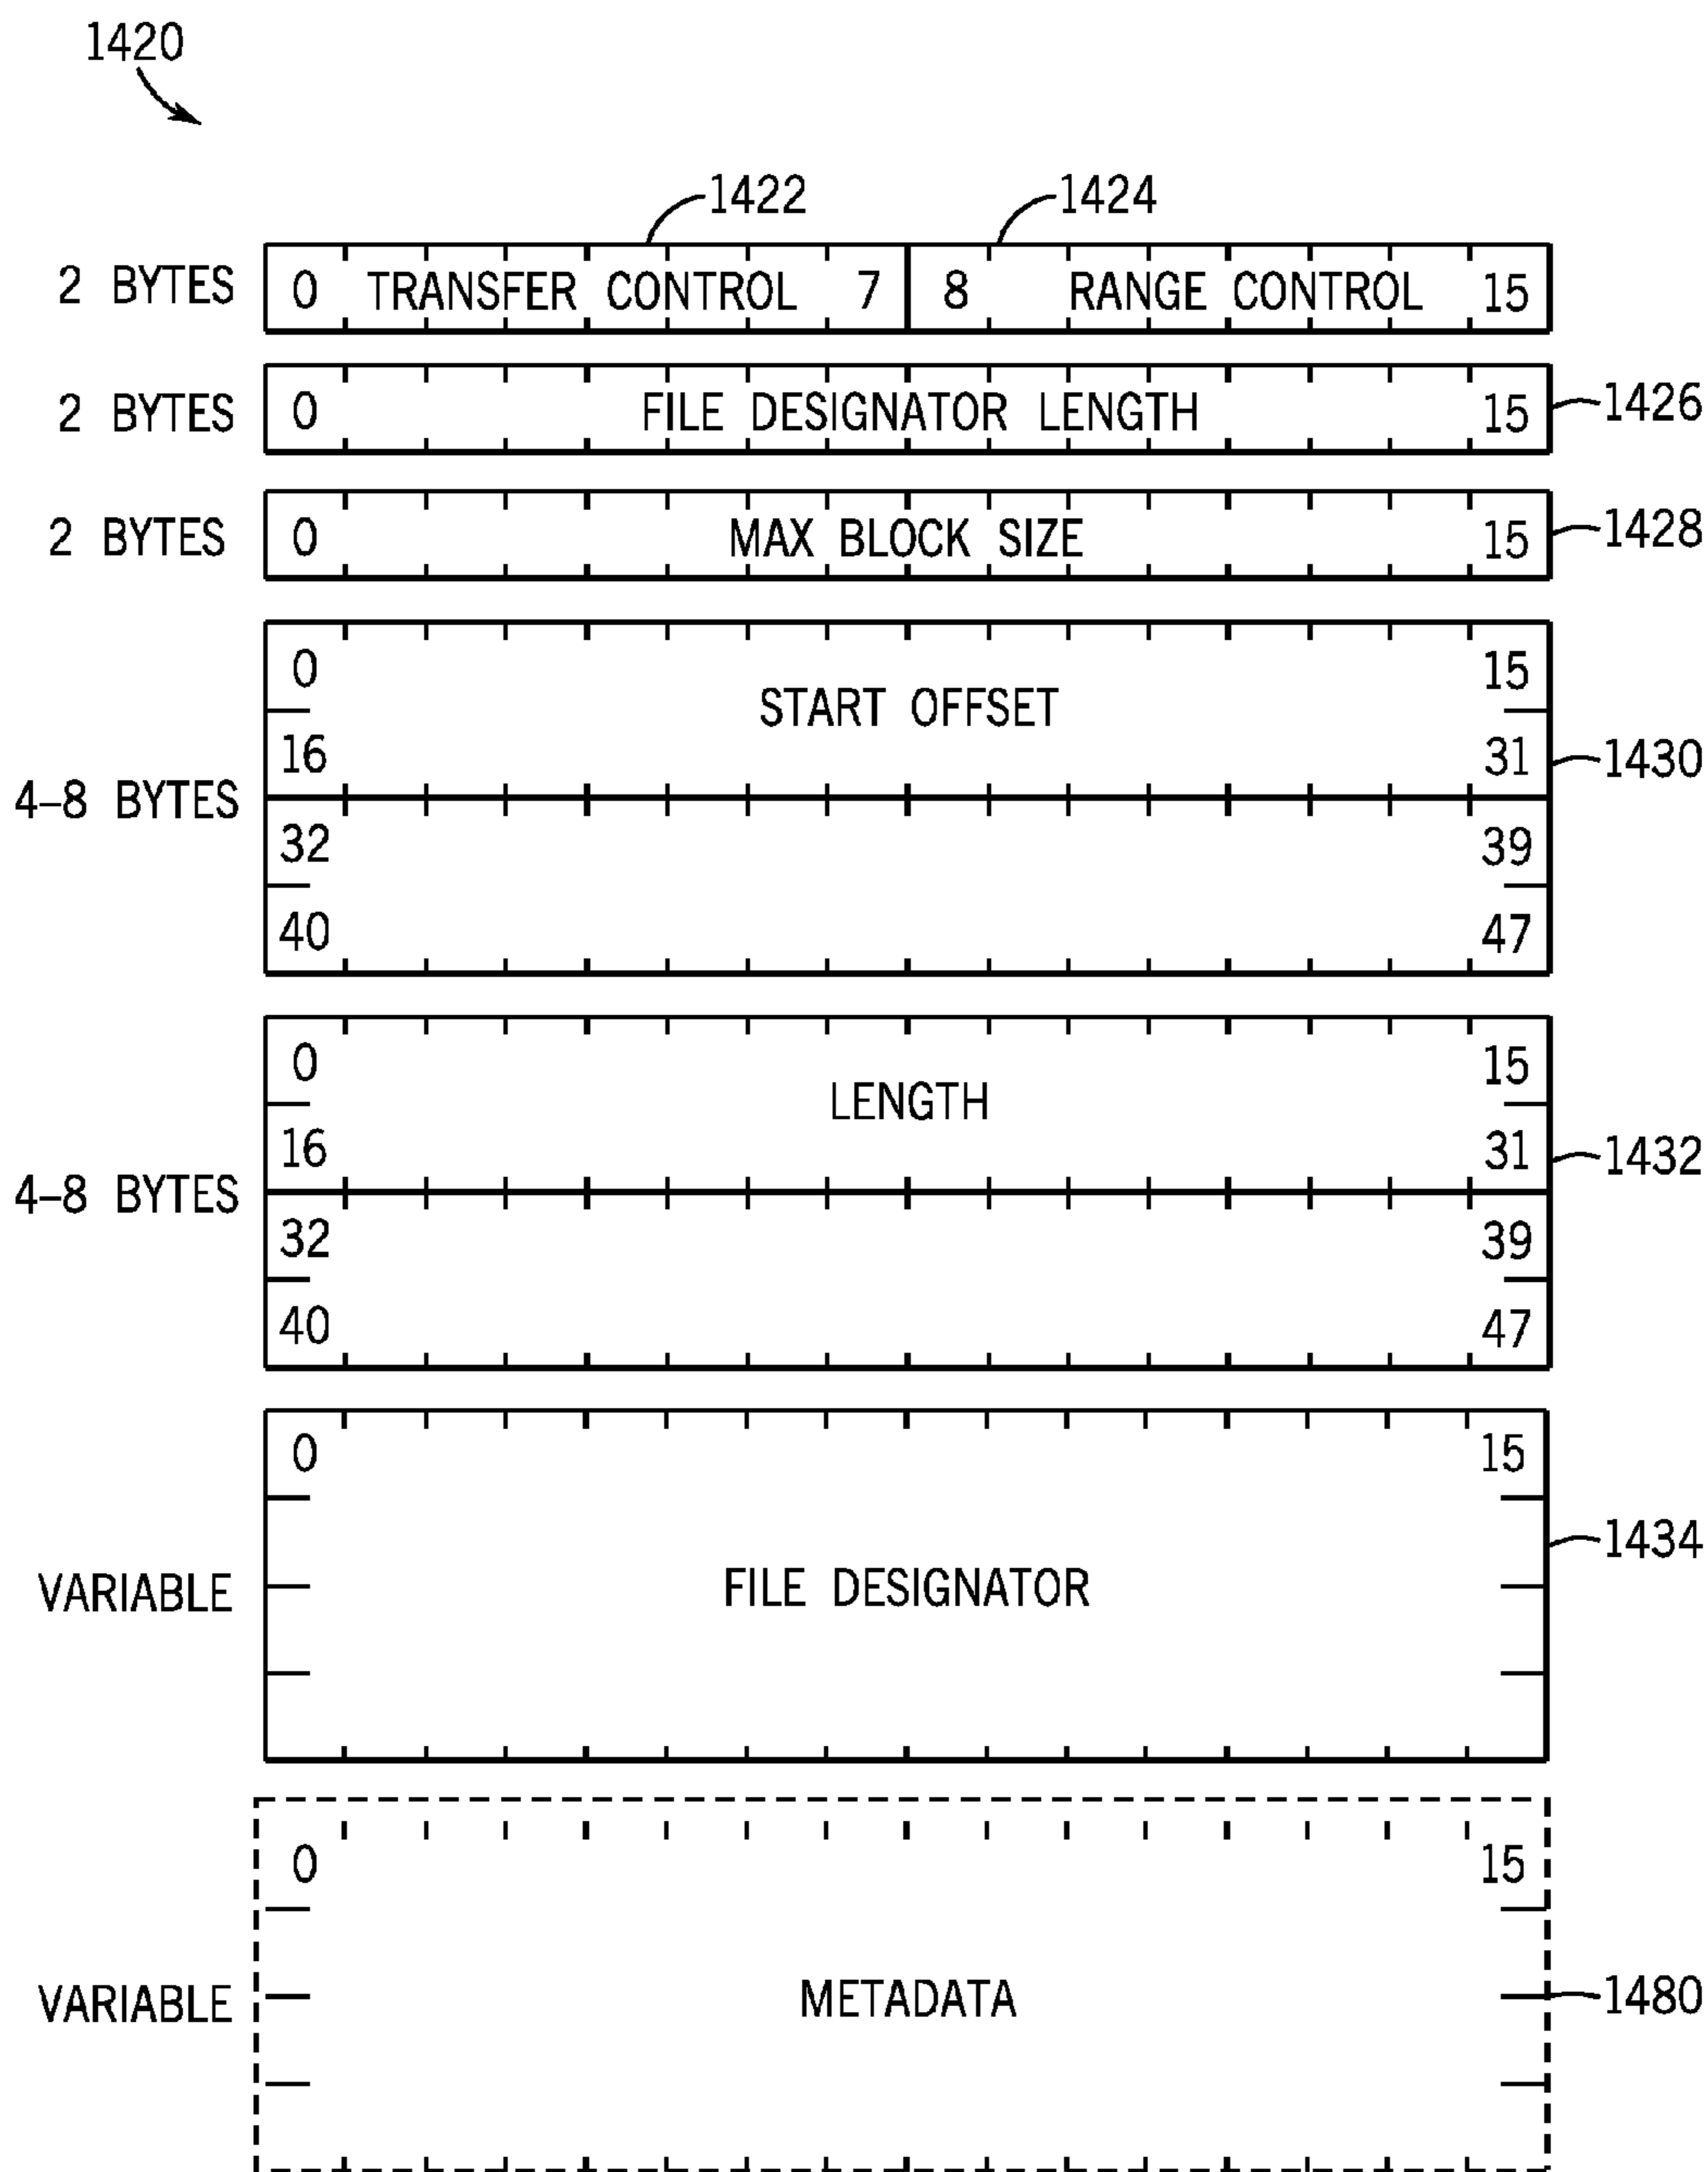 1420
1422 1424
2 BYTES 0 TRANSFER CONTROL 7 8 RANGE CONTROL 15
2 BYTES 0 FILE DESIGNATOR LENGTH 15 1426
2 BYTES 0 MAX BLOCK SIZE 15 1428
0 15
START OFFSET
16 31 1430
4–8 BYTES
32 39
40 47
0 15
LENGTH
16 31 1432
4–8 BYTES
32 39
40 47
0 15
1434
VARIABLE FILE DESIGNATOR
0 15
VARIABLE METADATA 1480